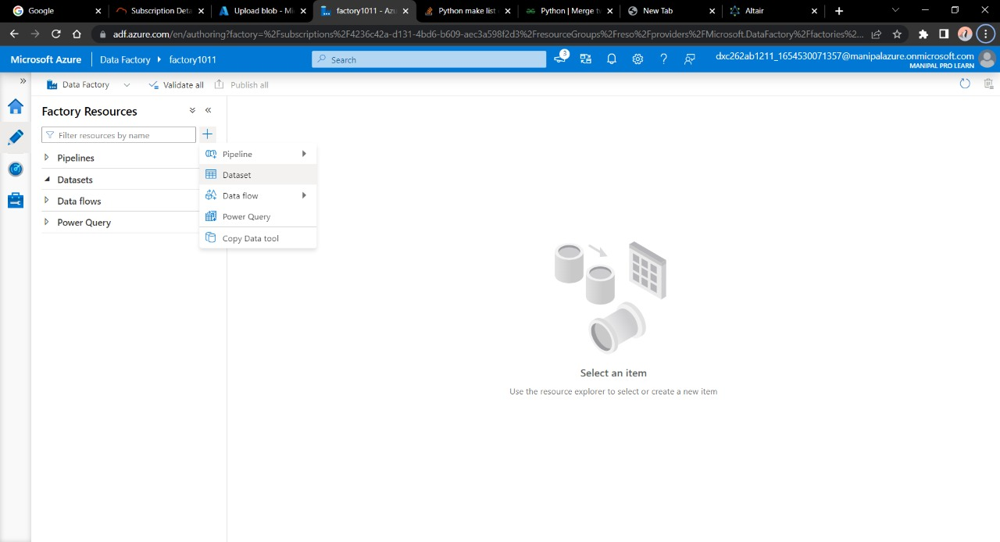 Google
Subscription Deta
Upload blob - Mi
factory1011 - Azu
Python make list
Python | Merge tw
New Tab
Altair
adf.azure.com/en/authoring?factory=%2Fsubscriptions%2F4236c42a-d131-4bd6-b609-aec3a598f2d3%2FresourceGroups%2Freso%2Fproviders%2FMicrosoft.DataFactory%2Ffactories%2...
Microsoft Azure
Data Factory
factory1011
Search
3
dxc262ab1211_1654530071357@manipalazure.onmicrosoft.com
MANIPAL PRO LEARN
Data Factory
Validate all
Publish all
Factory Resources
Filter resources by name
Pipelines
Datasets
Data flows
Power Query
Pipeline
Dataset
Data flow
Power Query
Copy Data tool
Select an item
Use the resource explorer to select or create a new item